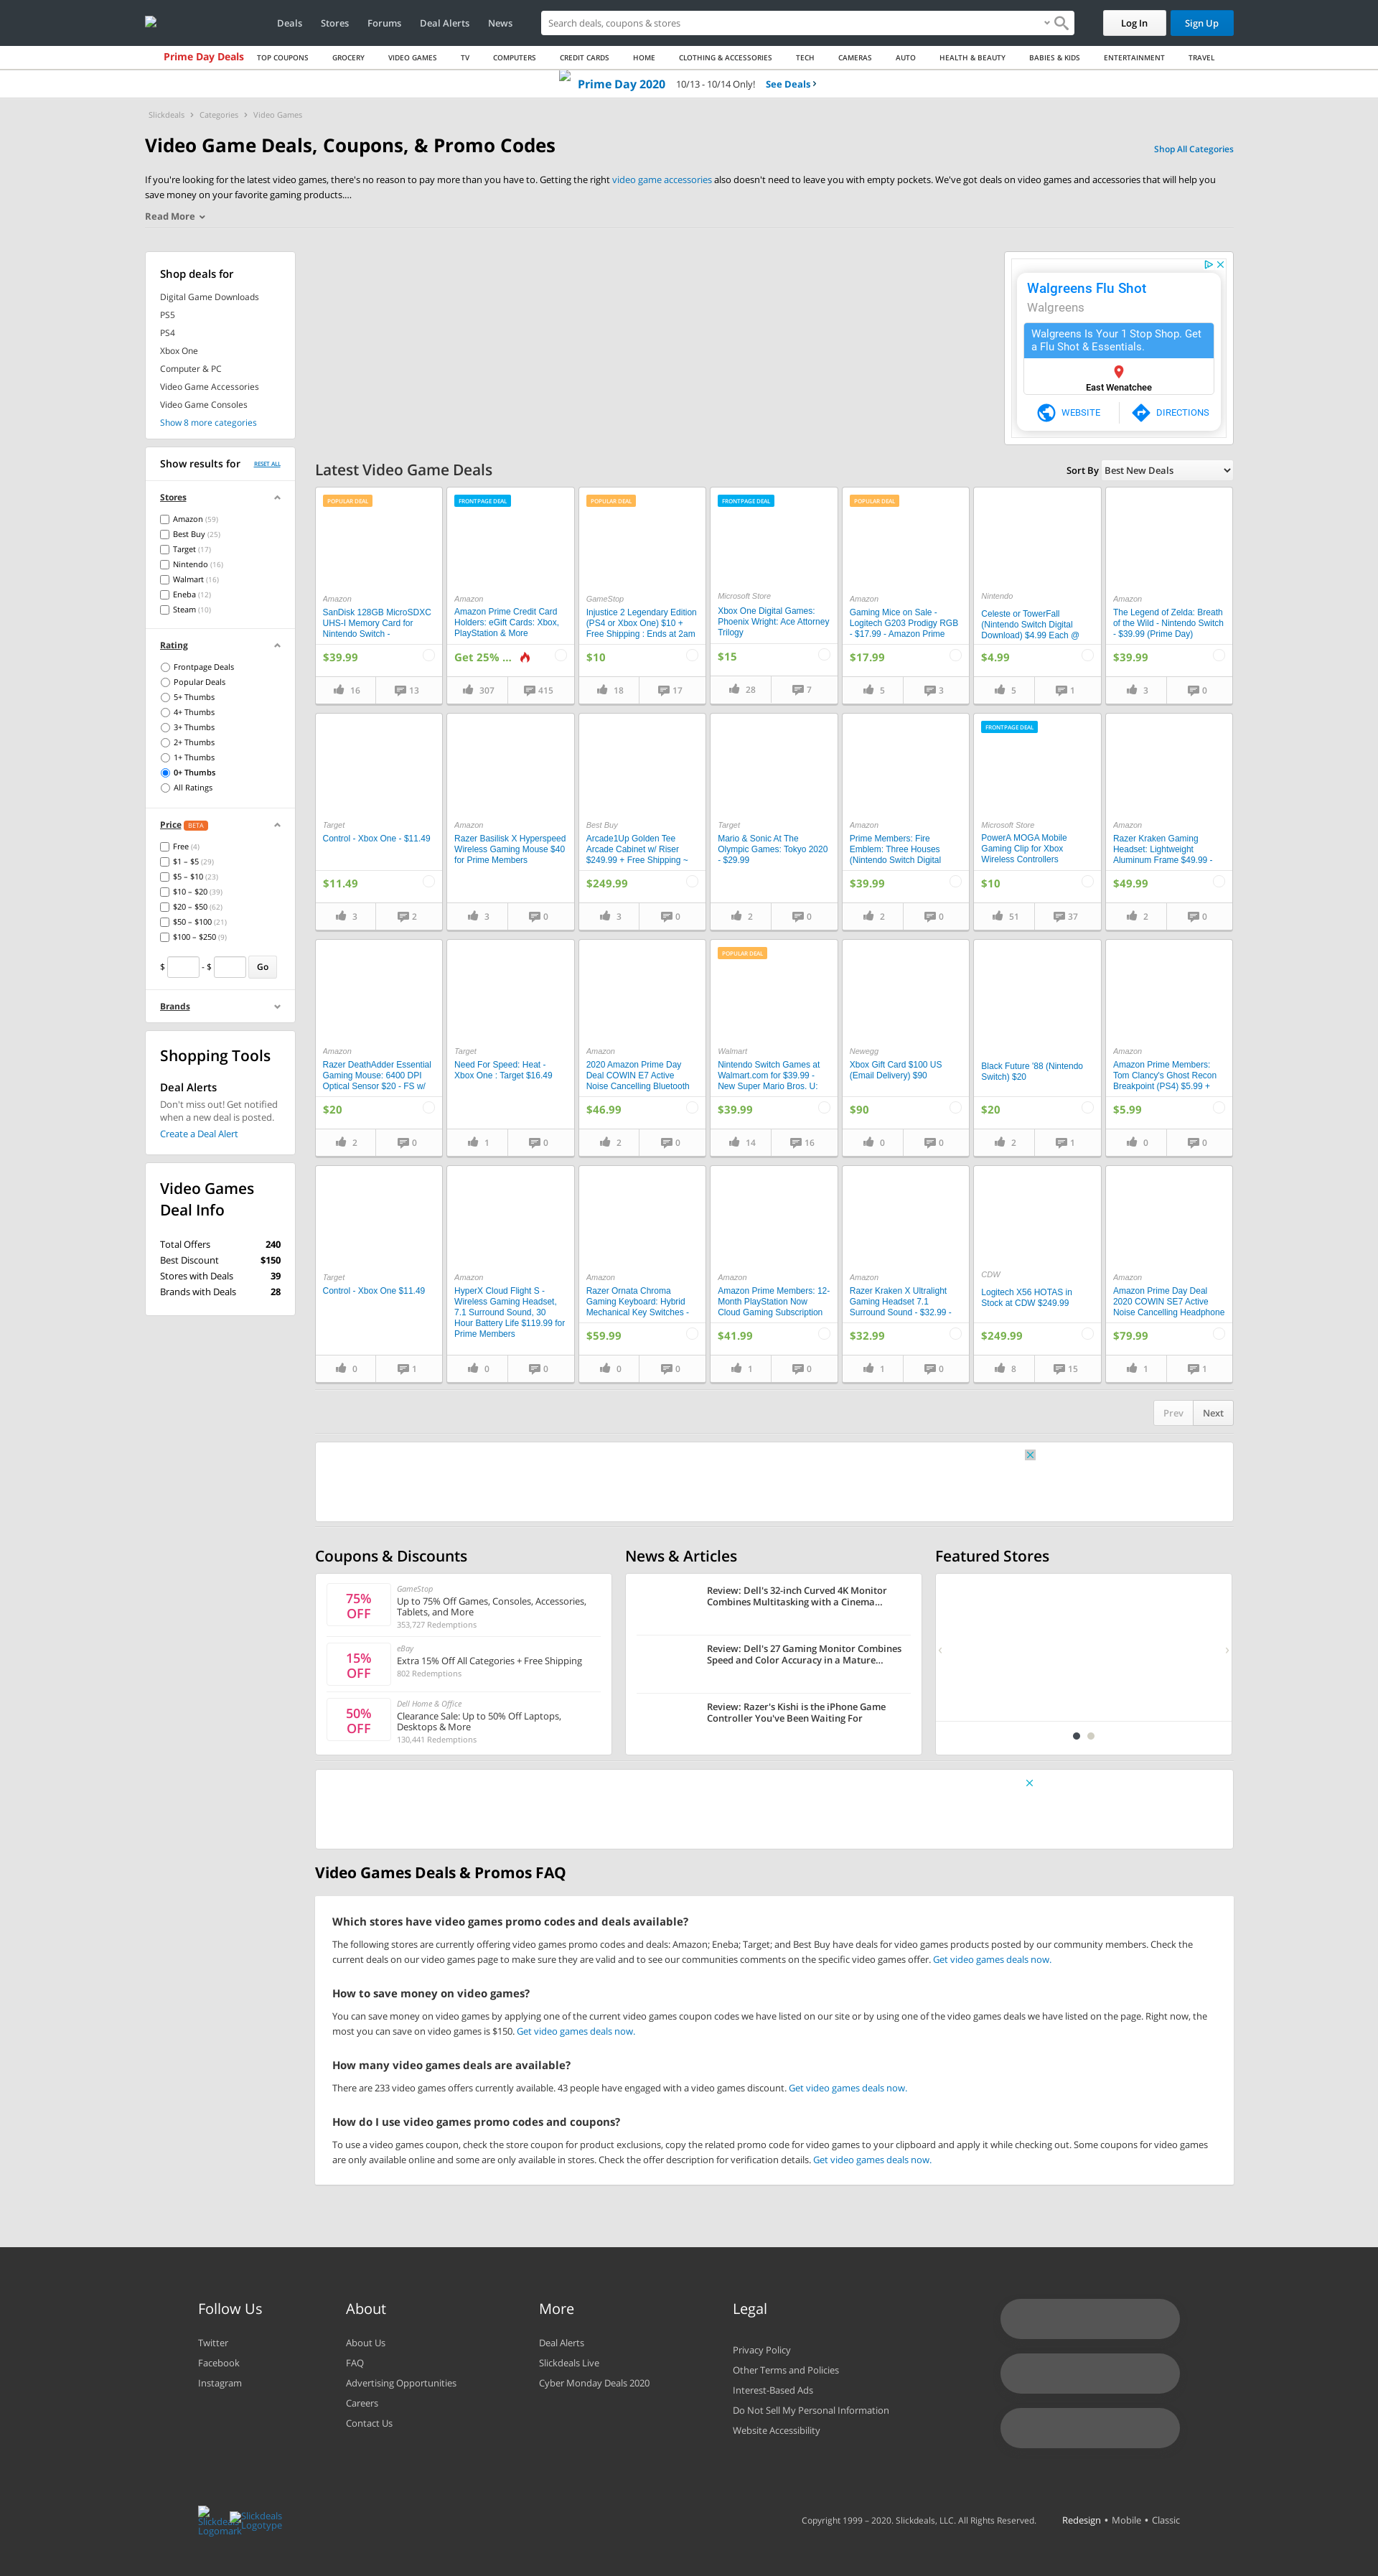 Deals Stores Forums Deal Alerts News
Search deals, coupons & stores
Log In
Sign Up
Prime Day Deals TOP COUPONS GROCERY VIDEO GAMES TV COMPUTERS CREDIT CARDS HOME CLOTHING & ACCESSORIES TECH CAMERAS AUTO HEALTH & BEAUTY BABIES & KIDS ENTERTAINMENT TRAVEL
Prime Day 2020 10/13 - 10/14 Only! See Deals
Slickdeals Categories Video Games
Video Game Deals, Coupons, & Promo Codes
Shop All Categories
If you're looking for the latest video games, there's no reason to pay more than you have to. Getting the right video game accessories also doesn't need to leave you with empty pockets. We've got deals on video games and accessories that will help you
save money on your favorite gaming products....
Read More
Shop deals for
Digital Game Downloads
PS5
PS4
Xbox One
Computer & PC
Video Game Accessories
Video Game Consoles
Show 8 more categories
Walgreens Flu Shot
Walgreens
Walgreens Is Your 1 Stop Shop. Get
a Flu Shot & Essentials.
East Wenatchee
WEBSITE
DIRECTIONS
Show results for RESET ALL
Stores
Amazon (59)
Best Buy (25)
Target (17)
Nintendo (16)
Walmart (16)
Eneba (12)
Steam (10)
Rating
Frontpage Deals
Popular Deals
5+ Thumbs
4+ Thumbs
3+ Thumbs
2+ Thumbs
1+ Thumbs
0+ Thumbs
All Ratings
Price BETA
Free (4)
$1 – $5 (29)
$5 – $10 (23)
$10 – $20 (39)
$20 – $50 (62)
$50 – $100 (21)
$100 – $250 (9)
$ - $ Go
Brands
Shopping Tools
Deal Alerts
Don't miss out! Get notified
when a new deal is posted.
Create a Deal Alert
Video Games
Deal Info
Total Offers 240
Best Discount $150
Stores with Deals 39
Brands with Deals 28
Latest Video Game Deals
Sort By Best New Deals
POPULAR DEAL
Amazon
SanDisk 128GB MicroSDXC
UHS-I Memory Card for
Nintendo Switch -
$39.99
16 13
FRONTPAGE DEAL
Amazon
Amazon Prime Credit Card
Holders: eGift Cards: Xbox,
PlayStation & More
Get 25% ...
307 415
POPULAR DEAL
GameStop
Injustice 2 Legendary Edition
(PS4 or Xbox One) $10 +
Free Shipping : Ends at 2am
$10
18 17
FRONTPAGE DEAL
Microsoft Store
Xbox One Digital Games:
Phoenix Wright: Ace Attorney
Trilogy
$15
28 7
POPULAR DEAL
Amazon
Gaming Mice on Sale -
Logitech G203 Prodigy RGB
- $17.99 - Amazon Prime
$17.99
5 3
Nintendo
Celeste or TowerFall
(Nintendo Switch Digital
Download) $4.99 Each @
$4.99
5 1
Amazon
The Legend of Zelda: Breath
of the Wild - Nintendo Switch
- $39.99 (Prime Day)
$39.99
3 0
Target
Control - Xbox One - $11.49
$11.49
3 2
Amazon
Razer Basilisk X Hyperspeed
Wireless Gaming Mouse $40
for Prime Members
3 0
Best Buy
Arcade1Up Golden Tee
Arcade Cabinet w/ Riser
$249.99 + Free Shipping ~
$249.99
3 0
Target
Mario & Sonic At The
Olympic Games: Tokyo 2020
- $29.99
2 0
Amazon
Prime Members: Fire
Emblem: Three Houses
(Nintendo Switch Digital
$39.99
2 0
FRONTPAGE DEAL
Microsoft Store
PowerA MOGA Mobile
Gaming Clip for Xbox
Wireless Controllers
$10
51 37
Amazon
Razer Kraken Gaming
Headset: Lightweight
Aluminum Frame $49.99 -
$49.99
2 0
Amazon
Razer DeathAdder Essential
Gaming Mouse: 6400 DPI
Optical Sensor $20 - FS w/
$20
2 0
Target
Need For Speed: Heat -
Xbox One : Target $16.49
1 0
Amazon
2020 Amazon Prime Day
Deal COWIN E7 Active
Noise Cancelling Bluetooth
$46.99
2 0
POPULAR DEAL
Walmart
Nintendo Switch Games at
Walmart.com for $39.99 -
New Super Mario Bros. U:
$39.99
14 16
Newegg
Xbox Gift Card $100 US
(Email Delivery) $90
$90
0 0
Black Future '88 (Nintendo
Switch) $20
$20
2 1
Amazon
Amazon Prime Members:
Tom Clancy's Ghost Recon
Breakpoint (PS4) $5.99 +
$5.99
0 0
Target
Control - Xbox One $11.49
0 1
Amazon
HyperX Cloud Flight S -
Wireless Gaming Headset,
7.1 Surround Sound, 30
Hour Battery Life $119.99 for
Prime Members
0 0
Amazon
Razer Ornata Chroma
Gaming Keyboard: Hybrid
Mechanical Key Switches -
$59.99
0 0
Amazon
Amazon Prime Members: 12-
Month PlayStation Now
Cloud Gaming Subscription
$41.99
1 0
Amazon
Razer Kraken X Ultralight
Gaming Headset 7.1
Surround Sound - $32.99 -
$32.99
1 0
CDW
Logitech X56 HOTAS in
Stock at CDW $249.99
$249.99
8 15
Amazon
Amazon Prime Day Deal
2020 COWIN SE7 Active
Noise Cancelling Headphone
$79.99
1 1
Prev Next
Coupons & Discounts
75%
OFF
GameStop
Up to 75% Off Games, Consoles, Accessories,
Tablets, and More
353,727 Redemptions
15%
OFF
eBay
Extra 15% Off All Categories + Free Shipping
802 Redemptions
50%
OFF
Dell Home & Office
Clearance Sale: Up to 50% Off Laptops,
Desktops & More
130,441 Redemptions
News & Articles
Review: Dell's 32-inch Curved 4K Monitor
Combines Multitasking with a Cinema...
Review: Dell's 27 Gaming Monitor Combines
Speed and Color Accuracy in a Mature...
Review: Razer's Kishi is the iPhone Game
Controller You've Been Waiting For
Featured Stores
Video Games Deals & Promos FAQ
Which stores have video games promo codes and deals available?
The following stores are currently offering video games promo codes and deals: Amazon; Eneba; Target; and Best Buy have deals for video games products posted by our community members. Check the
current deals on our video games page to make sure they are valid and to see our communities comments on the specific video games offer. Get video games deals now.
How to save money on video games?
You can save money on video games by applying one of the current video games coupon codes we have listed on our site or by using one of the video games deals we have listed on the page. Right now, the
most you can save on video games is $150. Get video games deals now.
How many video games deals are available?
There are 233 video games offers currently available. 43 people have engaged with a video games discount. Get video games deals now.
How do I use video games promo codes and coupons?
To use a video games coupon, check the store coupon for product exclusions, copy the related promo code for video games to your clipboard and apply it while checking out. Some coupons for video games
are only available online and some are only available in stores. Check the offer description for verification details. Get video games deals now.
Follow Us
Twitter
Facebook
Instagram
About
About Us
FAQ
Advertising Opportunities
Careers
Contact Us
More
Deal Alerts
Slickdeals Live
Cyber Monday Deals 2020
Legal
Privacy Policy
Other Terms and Policies
Interest-Based Ads
Do Not Sell My Personal Information
Website Accessibility
Slickdeals
Logomark
Slickdeals
Logotype
Copyright 1999 – 2020. Slickdeals, LLC. All Rights Reserved.
Redesign • Mobile • Classic